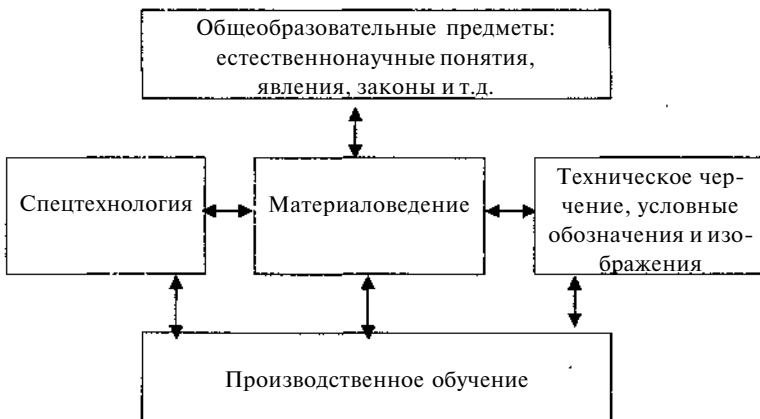 Общеобразовательные предметы:
естественнонаучные понятия,
явления, законы и т.д.
Спецтехнология
Материаловедение
Техническое чер-
чение, условные
обозначения и изо-
бражения
Производственное обучение